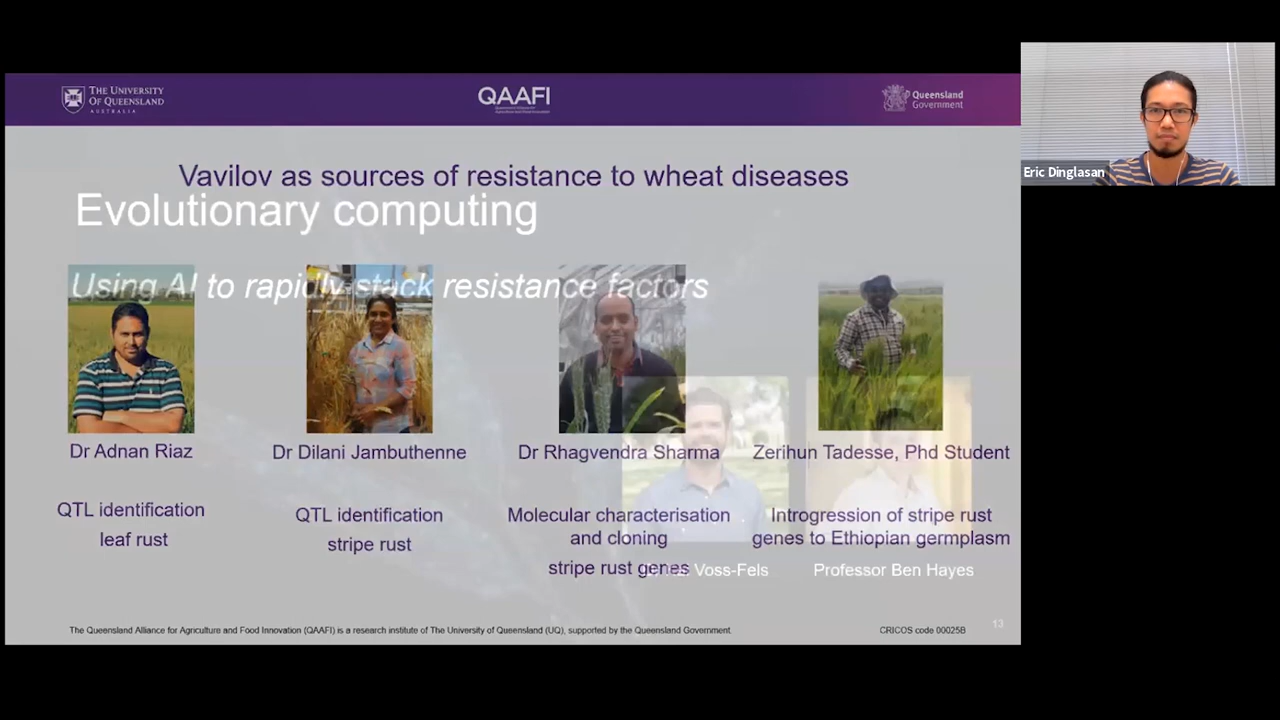 THE UNIVERSITY
OF QUEENSLAND
AUSTRALIA
QAAFI
Queensland
Government
Eric Dinglasan
Vavilov as sources of resistance to wheat diseases
Evolutionary computing
Using AI to rapidly stack resistance factors
Dr Adnan Riaz
Dr Dilani Jambuthenne
Dr Rhagvendra Sharma
Zerihun Tadesse, Phd Student
QTL identification
leaf rust
QTL identification
stripe rust
Molecular characterisation
and cloning
stripe rust genes
Introgression of stripe rust
genes to Ethiopian germplasm
Voss-Fels
Professor Ben Hayes
13
The Queensland Alliance for Agriculture and Food Innovation (QAAFI) is a research institute of The University of Queensland (UQ), supported by the Queensland Government.
CRICOS code 00025B